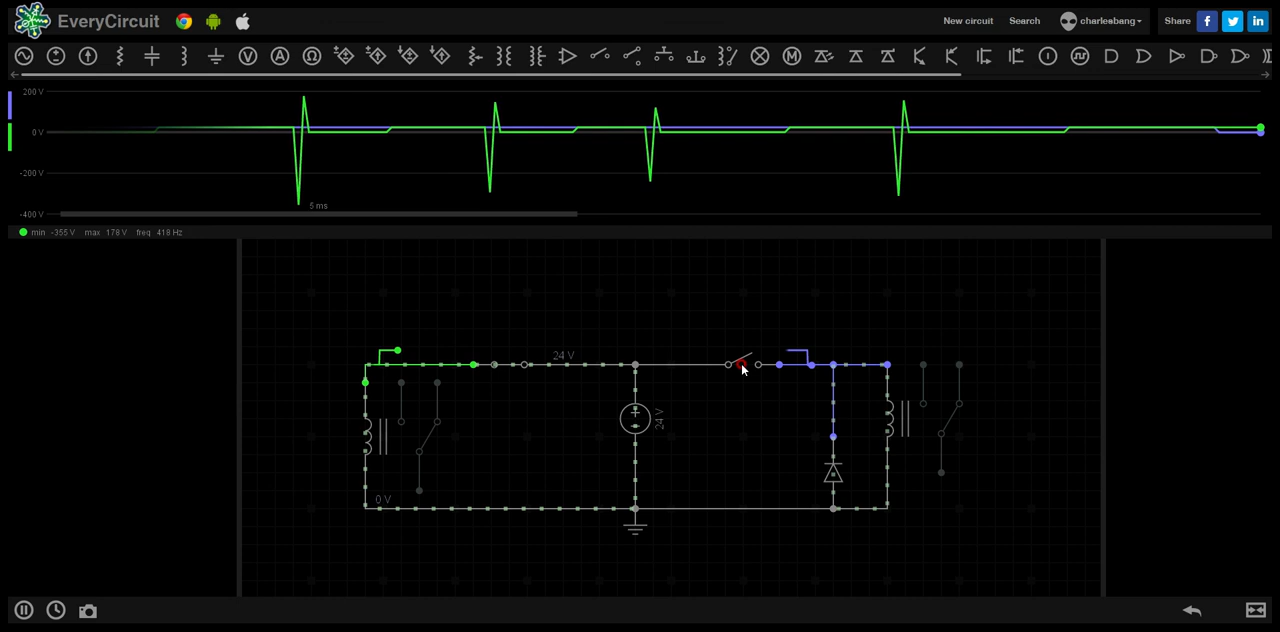 EveryCircuit
New circuit Search charlesbang Share f in
V A Ω M
200 V
0 V
-200 V
-400 V
5 ms
min -355 V max 178 V freq 418 Hz
24 V
24 V
0 V